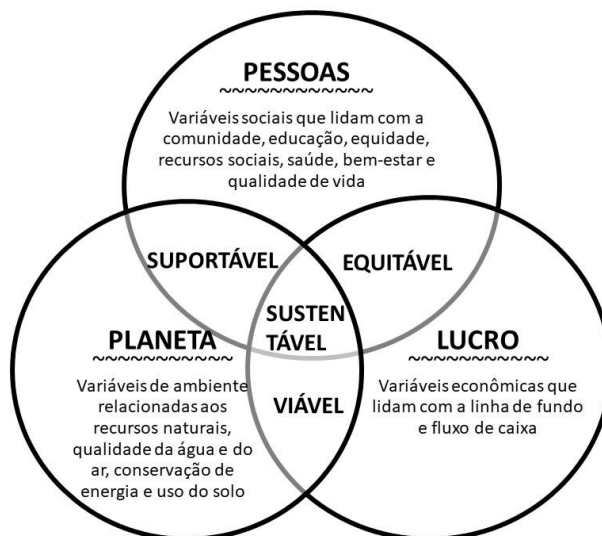 PESSOAS
Variáveis sociais que lidam com a
comunidade, educação, equidade,
recursos sociais, saúde, bem-estar e
qualidade de vida
SUPORTÁVEL
EQUITÁVEL
SUSTEN
TÁVEL
PLANETA
Variáveis de ambiente
relacionadas aos
recursos naturais,
qualidade da água e do
ar, conservação de
energia e uso do solo
LUCRO
Variáveis econômicas que
lidam com a linha de fundo
e fluxo de caixa
VIÁVEL